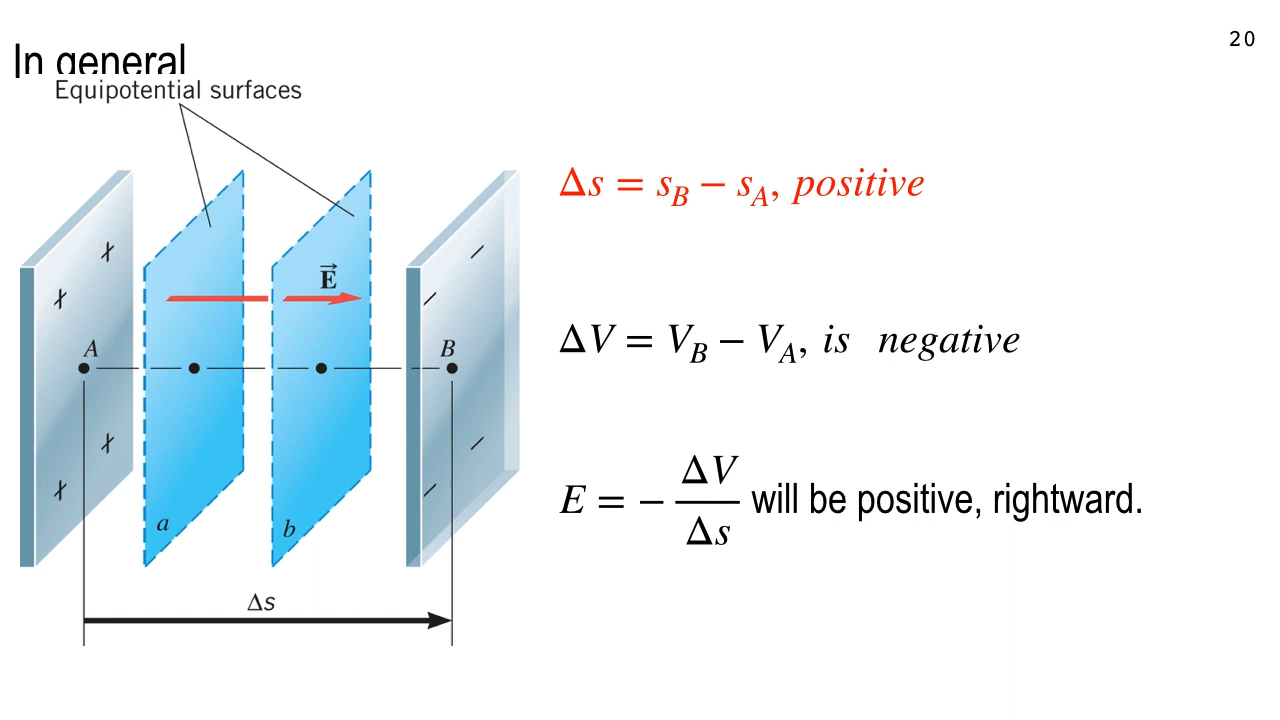 20
In general
Equipotential surfaces
Δs = s_B − s_A, positive
E⃗
ΔV = V_B − V_A, is negative
A
B
E = − ΔV/Δs will be positive, rightward.
a
b
Δs